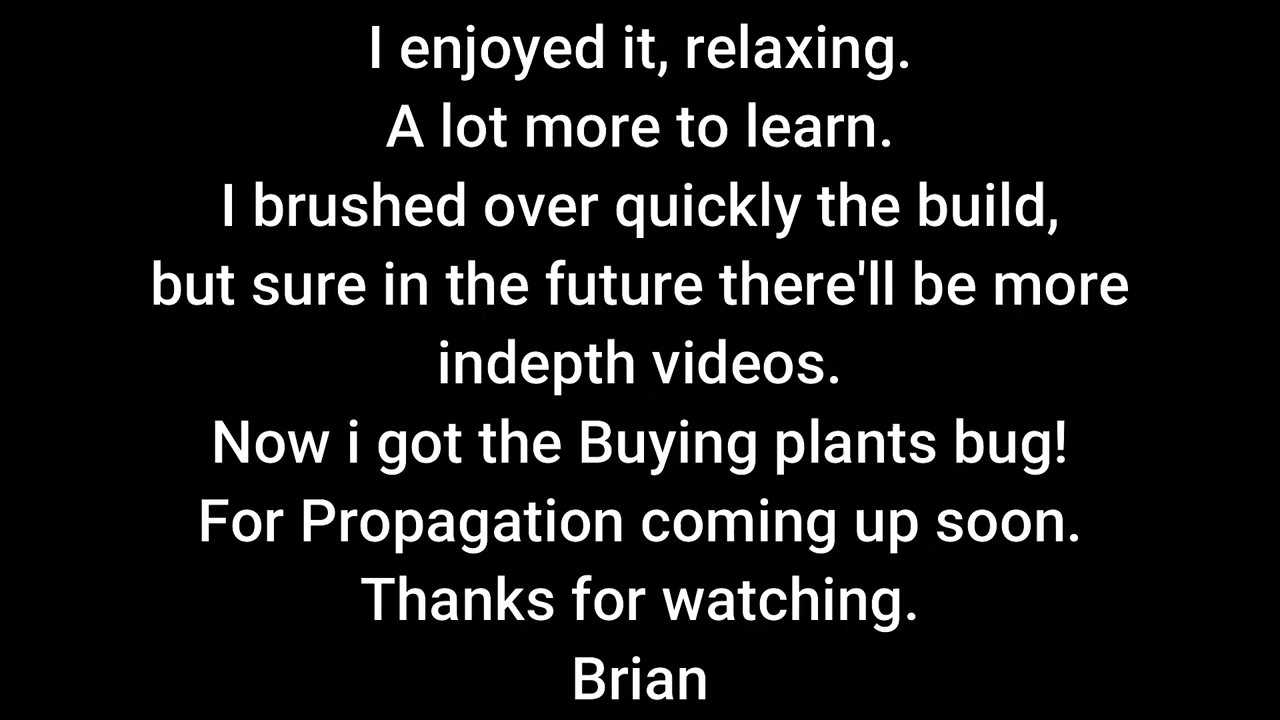 I enjoyed it, relaxing.
A lot more to learn.
I brushed over quickly the build,
but sure in the future there'll be more
indepth videos.
Now i got the Buying plants bug!
For Propagation coming up soon.
Thanks for watching.
Brian